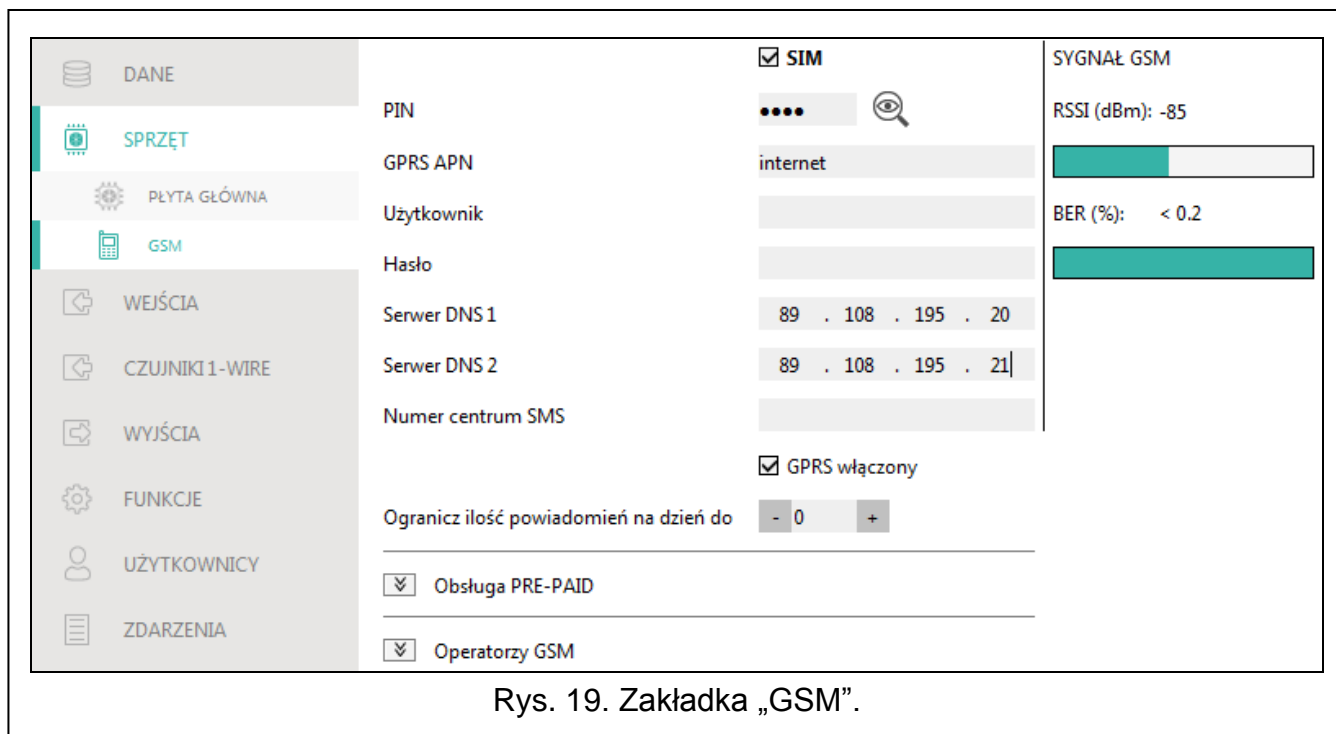 DANE
SPRZĘT
PŁYTA GŁÓWNA
GSM
WEJŚCIA
CZUJNIKI 1-WIRE
WYJŚCIA
FUNKCJE
UŻYTKOWNICY
ZDARZENIA
SIM
PIN ••••
GPRS APN internet
Użytkownik
Hasło
Serwer DNS 1 89 . 108 . 195 . 20
Serwer DNS 2 89 . 108 . 195 . 21
Numer centrum SMS
GPRS włączony
Ogranicz ilość powiadomień na dzień do - 0 +
Obsługa PRE-PAID
Operatorzy GSM
SYGNAŁ GSM
RSSI (dBm): -85
BER (%): < 0.2
Rys. 19. Zakładka „GSM”.